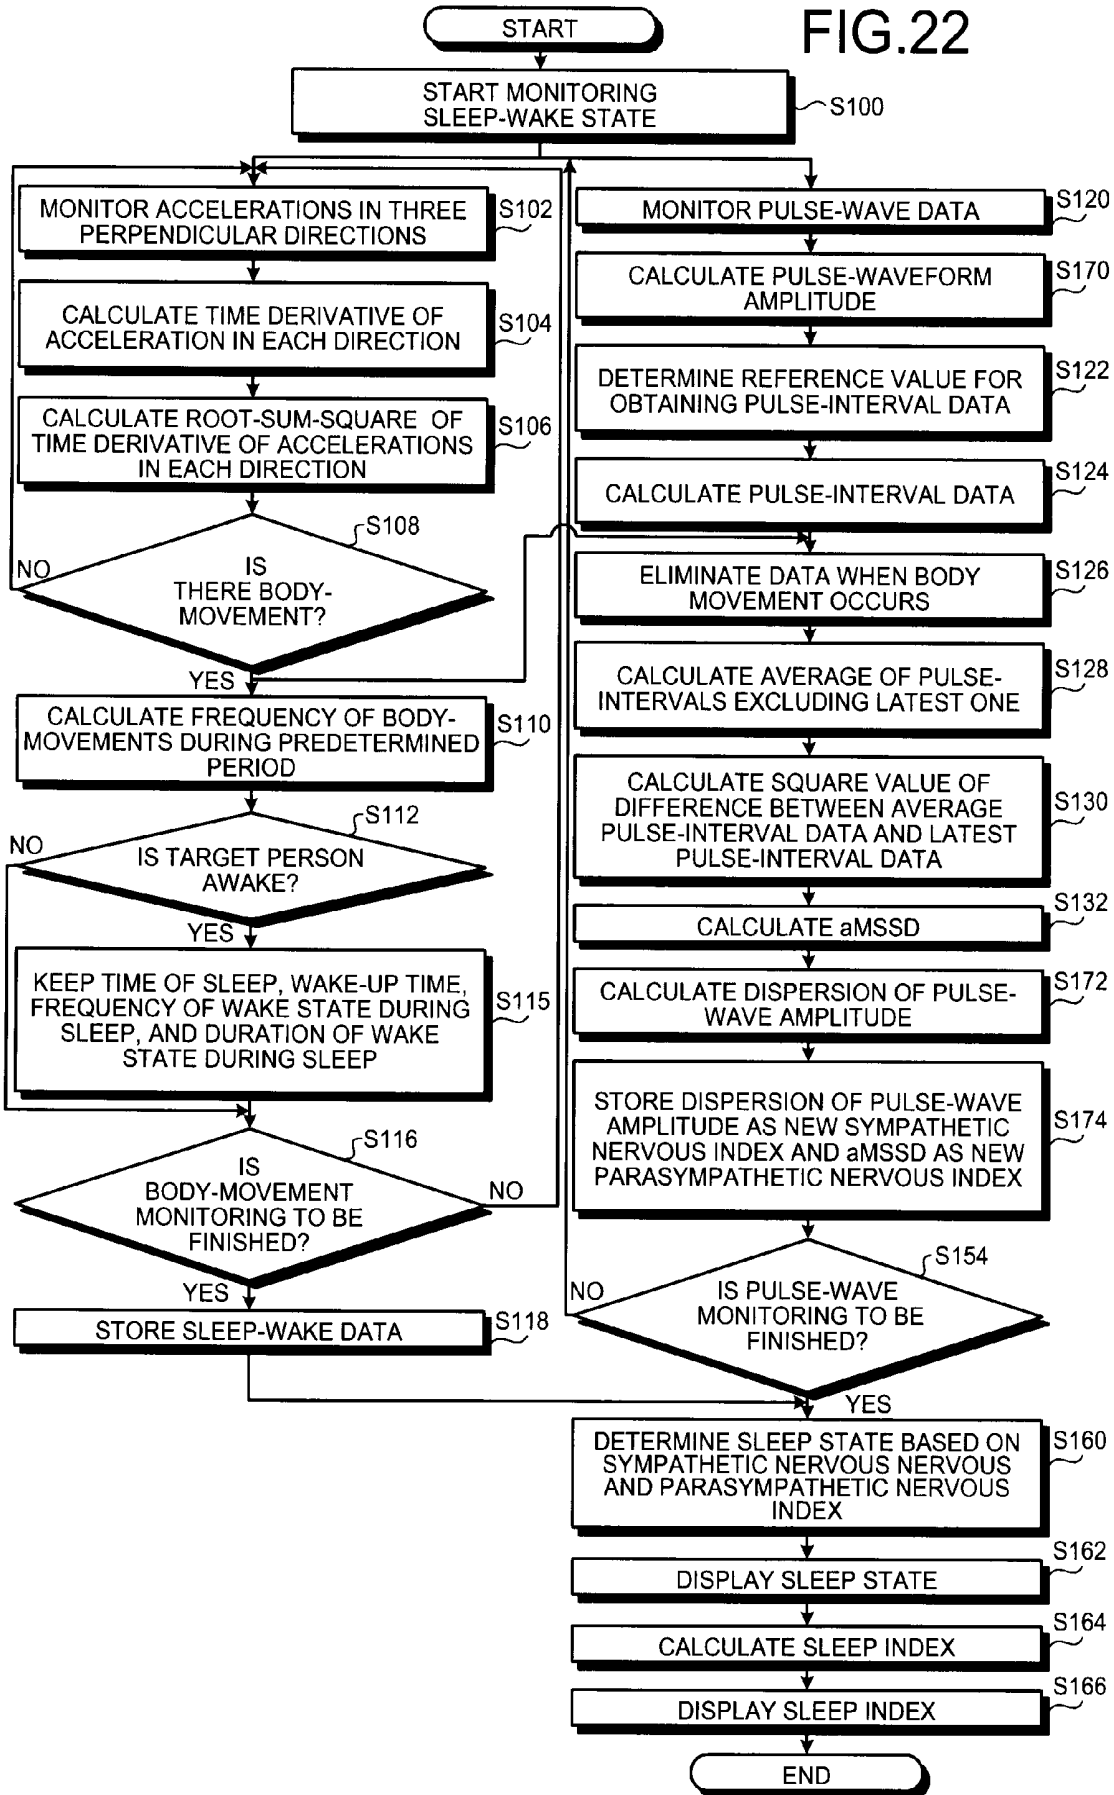 FIG.22
START
START MONITORING
SLEEP-WAKE STATE
S100
MONITOR ACCELERATIONS IN THREE
PERPENDICULAR DIRECTIONS
S102
CALCULATE TIME DERIVATIVE OF
ACCELERATION IN EACH DIRECTION
S104
CALCULATE ROOT-SUM-SQUARE OF
TIME DERIVATIVE OF ACCELERATIONS
IN EACH DIRECTION
S106
S108
IS
THERE BODY-
MOVEMENT?
NO
YES
CALCULATE FREQUENCY OF BODY-
MOVEMENTS DURING PREDETERMINED
PERIOD
S110
S112
IS TARGET PERSON
AWAKE?
NO
YES
KEEP TIME OF SLEEP, WAKE-UP TIME,
FREQUENCY OF WAKE STATE DURING
SLEEP, AND DURATION OF WAKE
STATE DURING SLEEP
S115
S116
IS
BODY-MOVEMENT
MONITORING TO BE
FINISHED?
NO
YES
STORE SLEEP-WAKE DATA
S118
MONITOR PULSE-WAVE DATA
S120
CALCULATE PULSE-WAVEFORM
AMPLITUDE
S170
DETERMINE REFERENCE VALUE FOR
OBTAINING PULSE-INTERVAL DATA
S122
CALCULATE PULSE-INTERVAL DATA
S124
ELIMINATE DATA WHEN BODY
MOVEMENT OCCURS
S126
CALCULATE AVERAGE OF PULSE-
INTERVALS EXCLUDING LATEST ONE
S128
CALCULATE SQUARE VALUE OF
DIFFERENCE BETWEEN AVERAGE
PULSE-INTERVAL DATA AND LATEST
PULSE-INTERVAL DATA
S130
CALCULATE aMSSD
S132
CALCULATE DISPERSION OF PULSE-
WAVE AMPLITUDE
S172
STORE DISPERSION OF PULSE-WAVE
AMPLITUDE AS NEW SYMPATHETIC
NERVOUS INDEX AND aMSSD AS NEW
PARASYMPATHETIC NERVOUS INDEX
S174
S154
IS PULSE-WAVE
MONITORING TO BE
FINISHED?
NO
YES
DETERMINE SLEEP STATE BASED ON
SYMPATHETIC NERVOUS NERVOUS
AND PARASYMPATHETIC NERVOUS
INDEX
S160
DISPLAY SLEEP STATE
S162
CALCULATE SLEEP INDEX
S164
DISPLAY SLEEP INDEX
S166
END